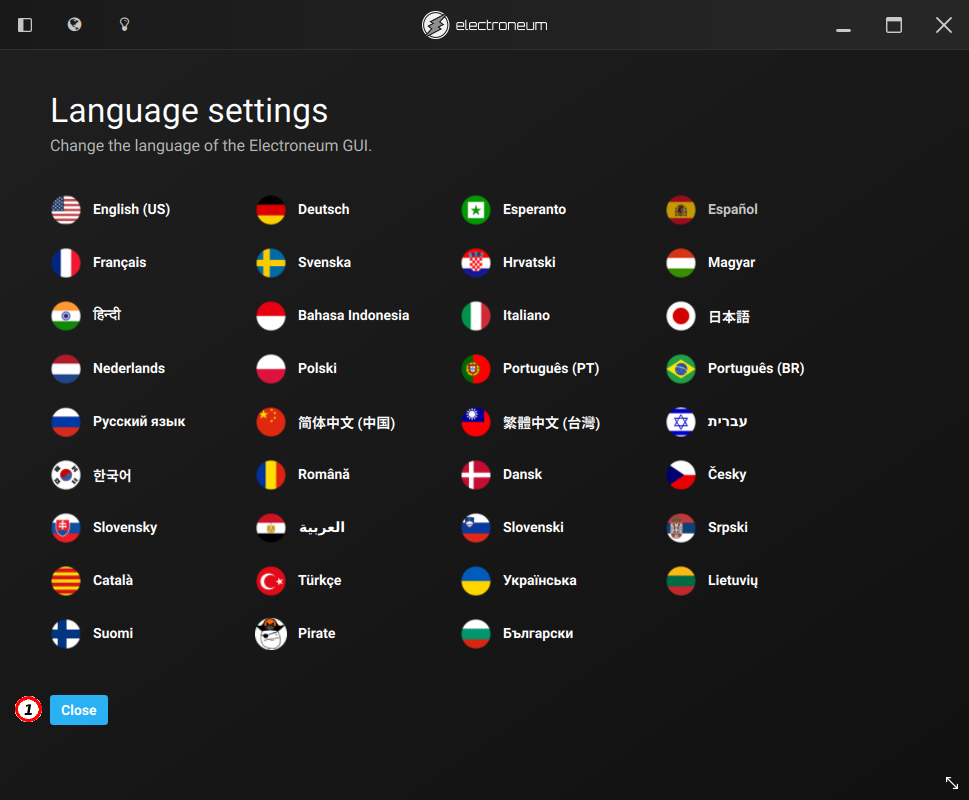 electroneum
Language settings
Change the language of the Electroneum GUI.
English (US)
Deutsch
Esperanto
Español
Français
Svenska
Hrvatski
Magyar
हिन्दी
Bahasa Indonesia
Italiano
日本語
Nederlands
Polski
Português (PT)
Português (BR)
Русский язык
简体中文 (中国)
繁體中文 (台灣)
עברית
한국어
Română
Dansk
Česky
Slovensky
العربية
Slovenski
Srpski
Català
Türkçe
Українська
Lietuvių
Suomi
Pirate
Български
1
Close